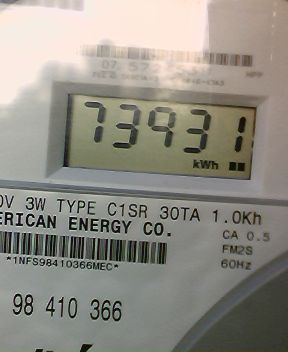 73931
kWh
V 3W TYPE C1SR 30TA 1.0Kh
ERICAN ENERGY CO.
CA 0.5
FM2S
*1NFS98410366MEC*
60Hz
98 410 366